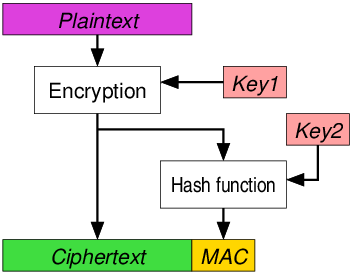 Plaintext
Encryption
Key1
Key2
Hash function
Ciphertext
MAC